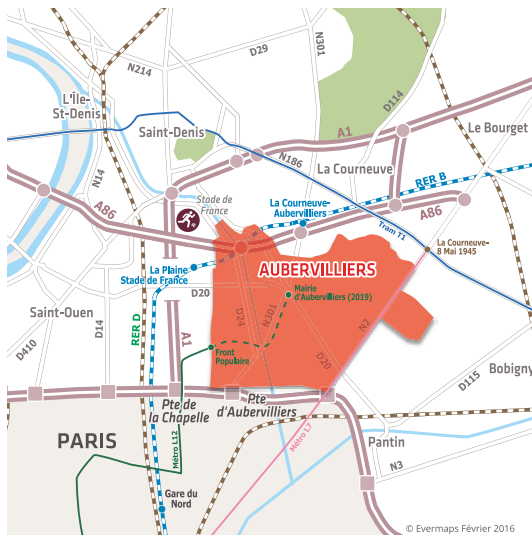 D29
N301
N214
D114
L'Île-
St-Denis
A1
Le Bourget
Saint-Denis
N186
La Courneuve
N14
RER B
Stade de
France
La Courneuve-
Aubervilliers
A86
A86
Tram T1
La Courneuve-
8 Mai 1945
La Plaine
Stade de France
AUBERVILLIERS
D20
Mairie
d'Aubervilliers (2019)
Saint-Ouen
D14
RER D
A1
D24
N301
N2
D410
Front
Populaire
D20
D115
Bobigny
Pte de
la Chapelle
Pte
d'Aubervilliers
PARIS
Métro L12
Métro L7
Pantin
N3
Gare du
Nord
© Evermaps Février 2016